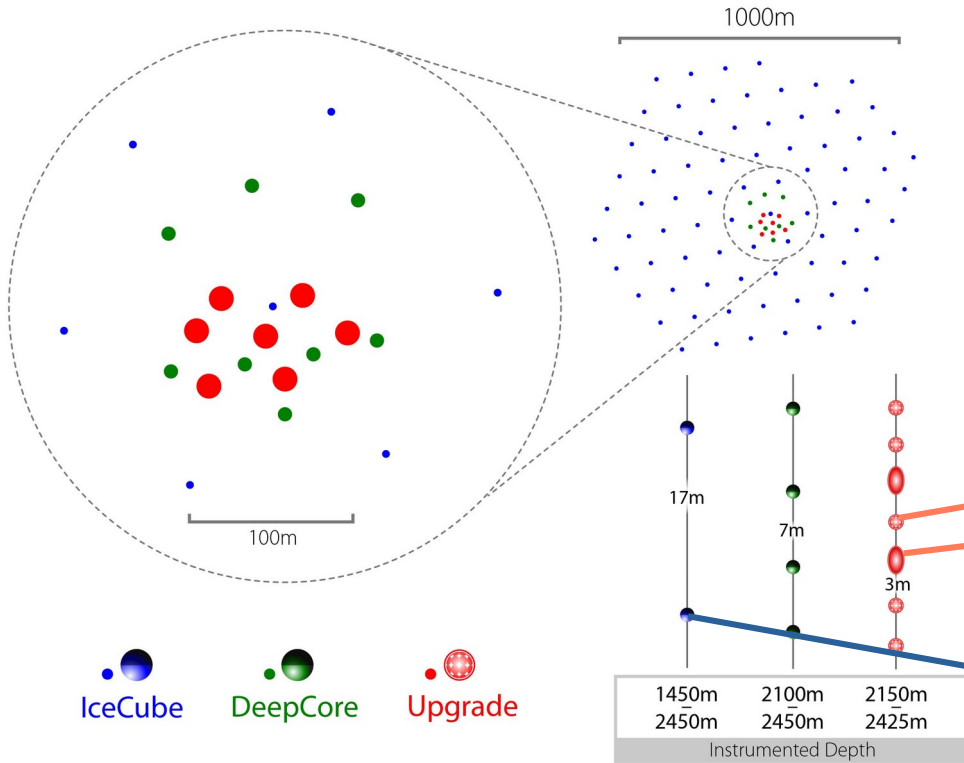 1000m
100m
17m
7m
3m
IceCube
DeepCore
Upgrade
1450m
–
2450m
2100m
–
2450m
2150m
–
2425m
Instrumented Depth